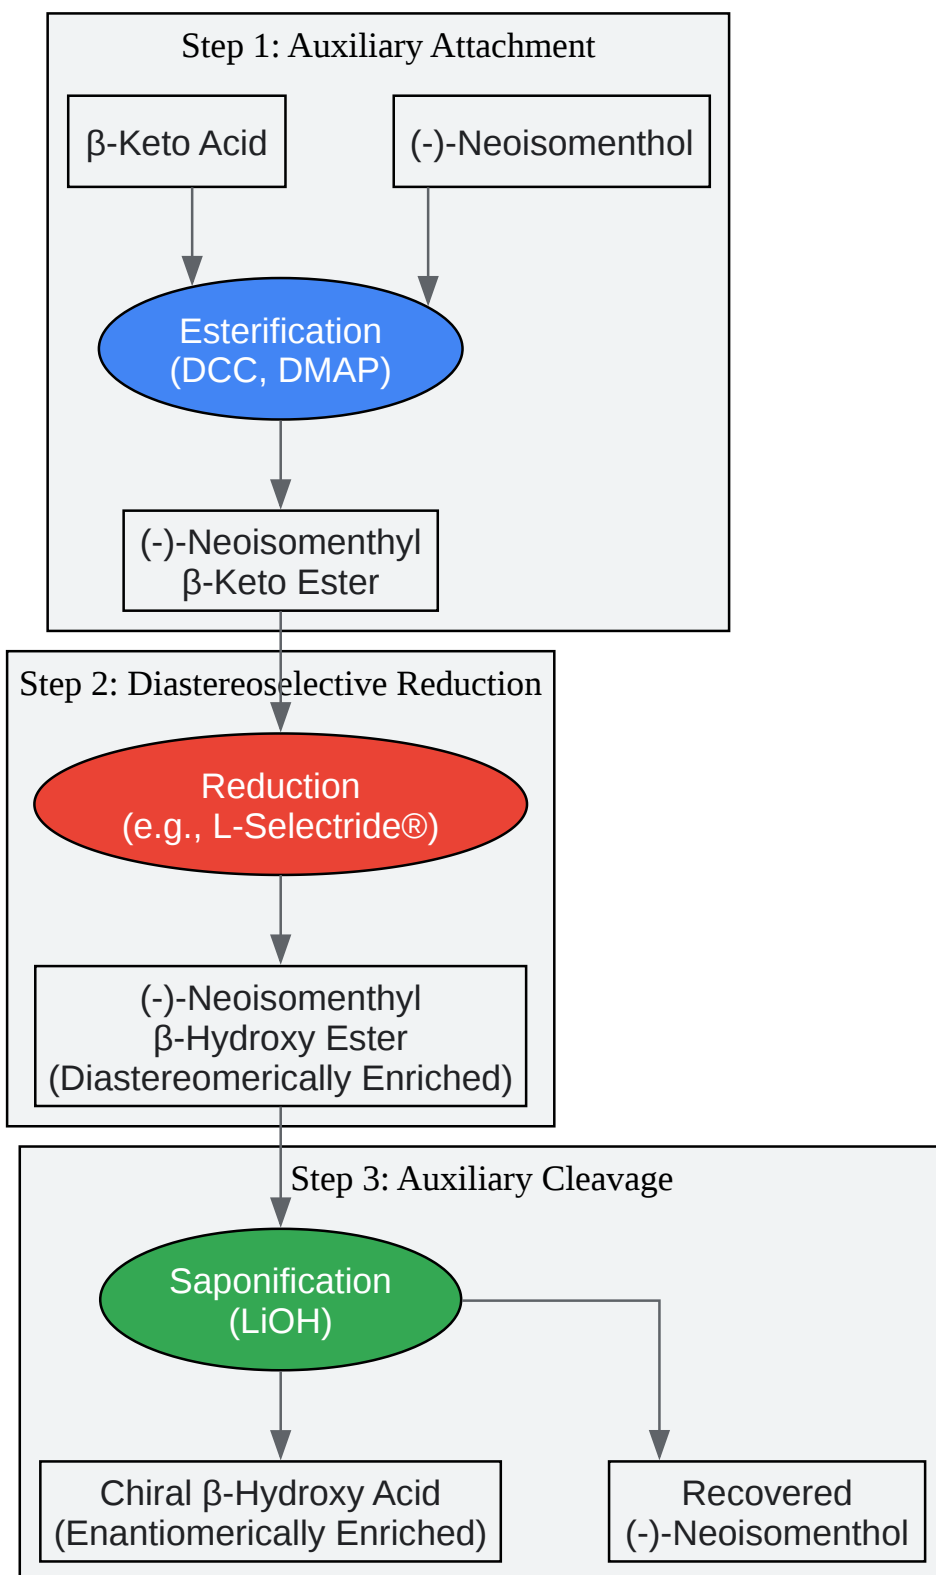 Step 1: Auxiliary Attachment
β-Keto Acid
(-)-Neoisomenthol
Esterification
(DCC, DMAP)
(-)-Neoisomenthyl
β-Keto Ester
Step 2: Diastereoselective Reduction
Reduction
(e.g., L-Selectride®)
(-)-Neoisomenthyl
β-Hydroxy Ester
(Diastereomerically Enriched)
Step 3: Auxiliary Cleavage
Saponification
(LiOH)
Chiral β-Hydroxy Acid
(Enantiomerically Enriched)
Recovered
(-)-Neoisomenthol